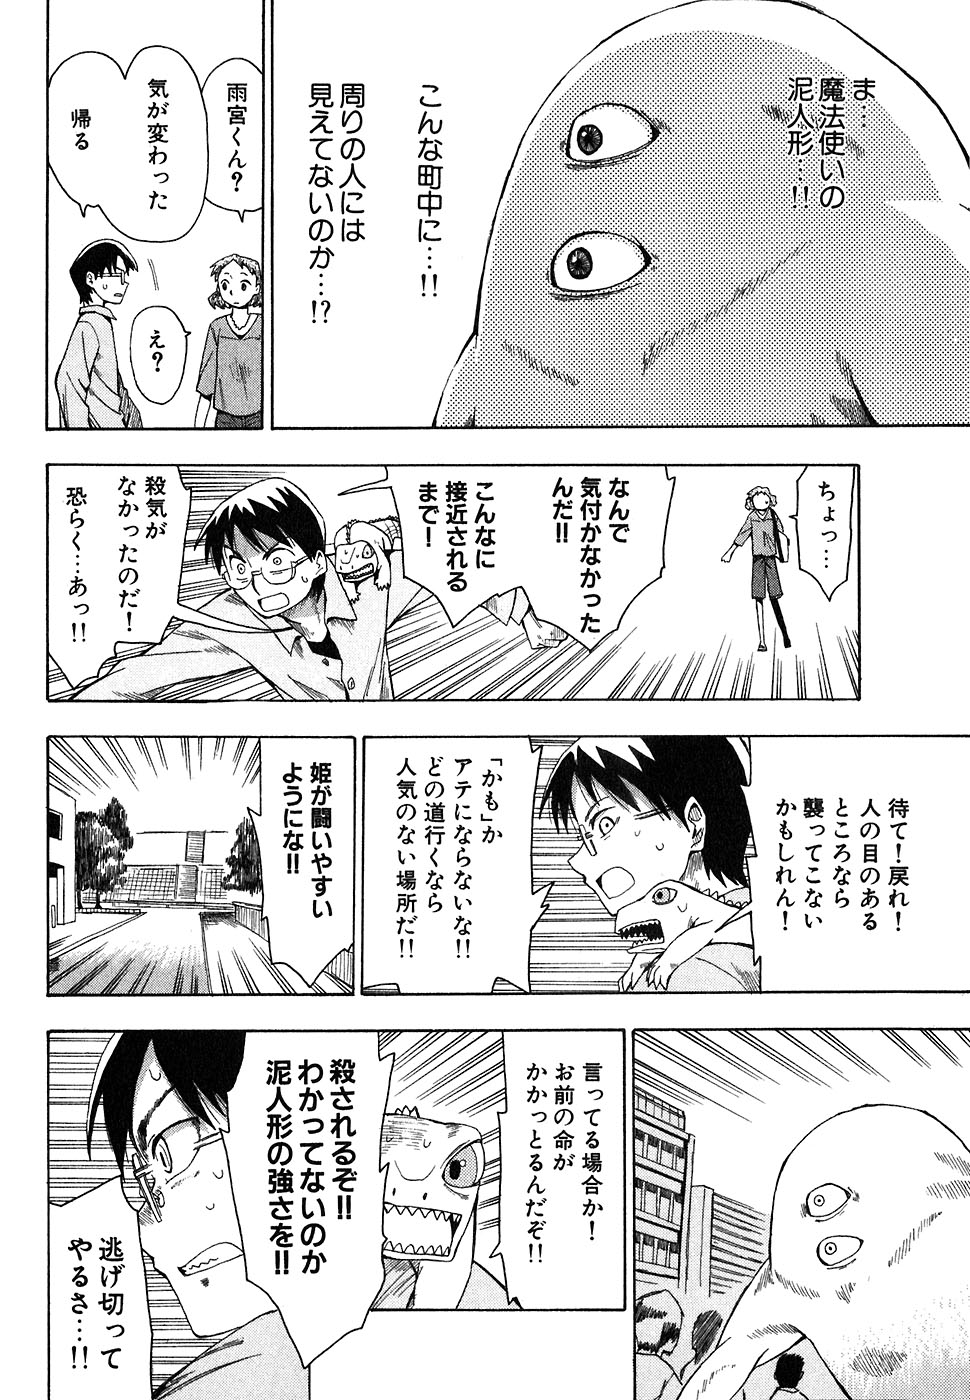 ま…
魔法使いの
泥人形…!!
こんな町中に…!!
周りの人には
見えてないのか…!?
雨宮くん?
気が変わった
帰る
え?
ちょっ…
なんで
気付かなかった
んだ!!
こんなに
接近される
まで!
殺気が
なかったのだ!
恐らく…あっ!!
待て!戻れ!
人の目のある
ところなら
襲ってこない
かもしれん!
「かも」か
アテにならないな!!
どの道行くなら
人気のない場所だ!!
姫が闘いやすい
ようにな!!
言ってる場合か!
お前の命が
かかっとるんだぞ!!
殺されるぞ!!
わかってないのか
泥人形の強さを!!
逃げ切って
やるさ…!!